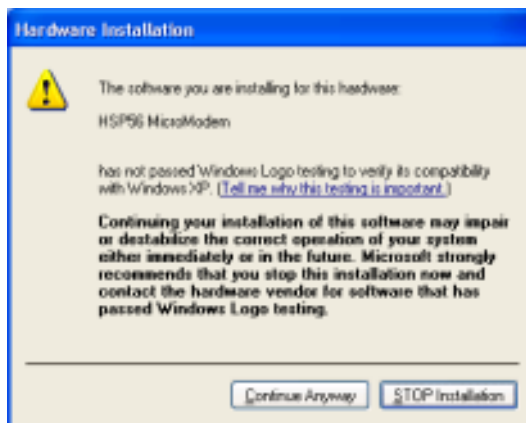 Hardware Installation
The software you are installing for this hardware:
HSP56 MicroModem
has not passed Windows Logo testing to verify its compatibility
with Windows XP. (Tell me why this testing is important.)
Continuing your installation of this software may impair
or destabilize the correct operation of your system
either immediately or in the future. Microsoft strongly
recommends that you stop this installation now and
contact the hardware vendor for software that has
passed Windows Logo testing.
Continue Anyway
STOP Installation